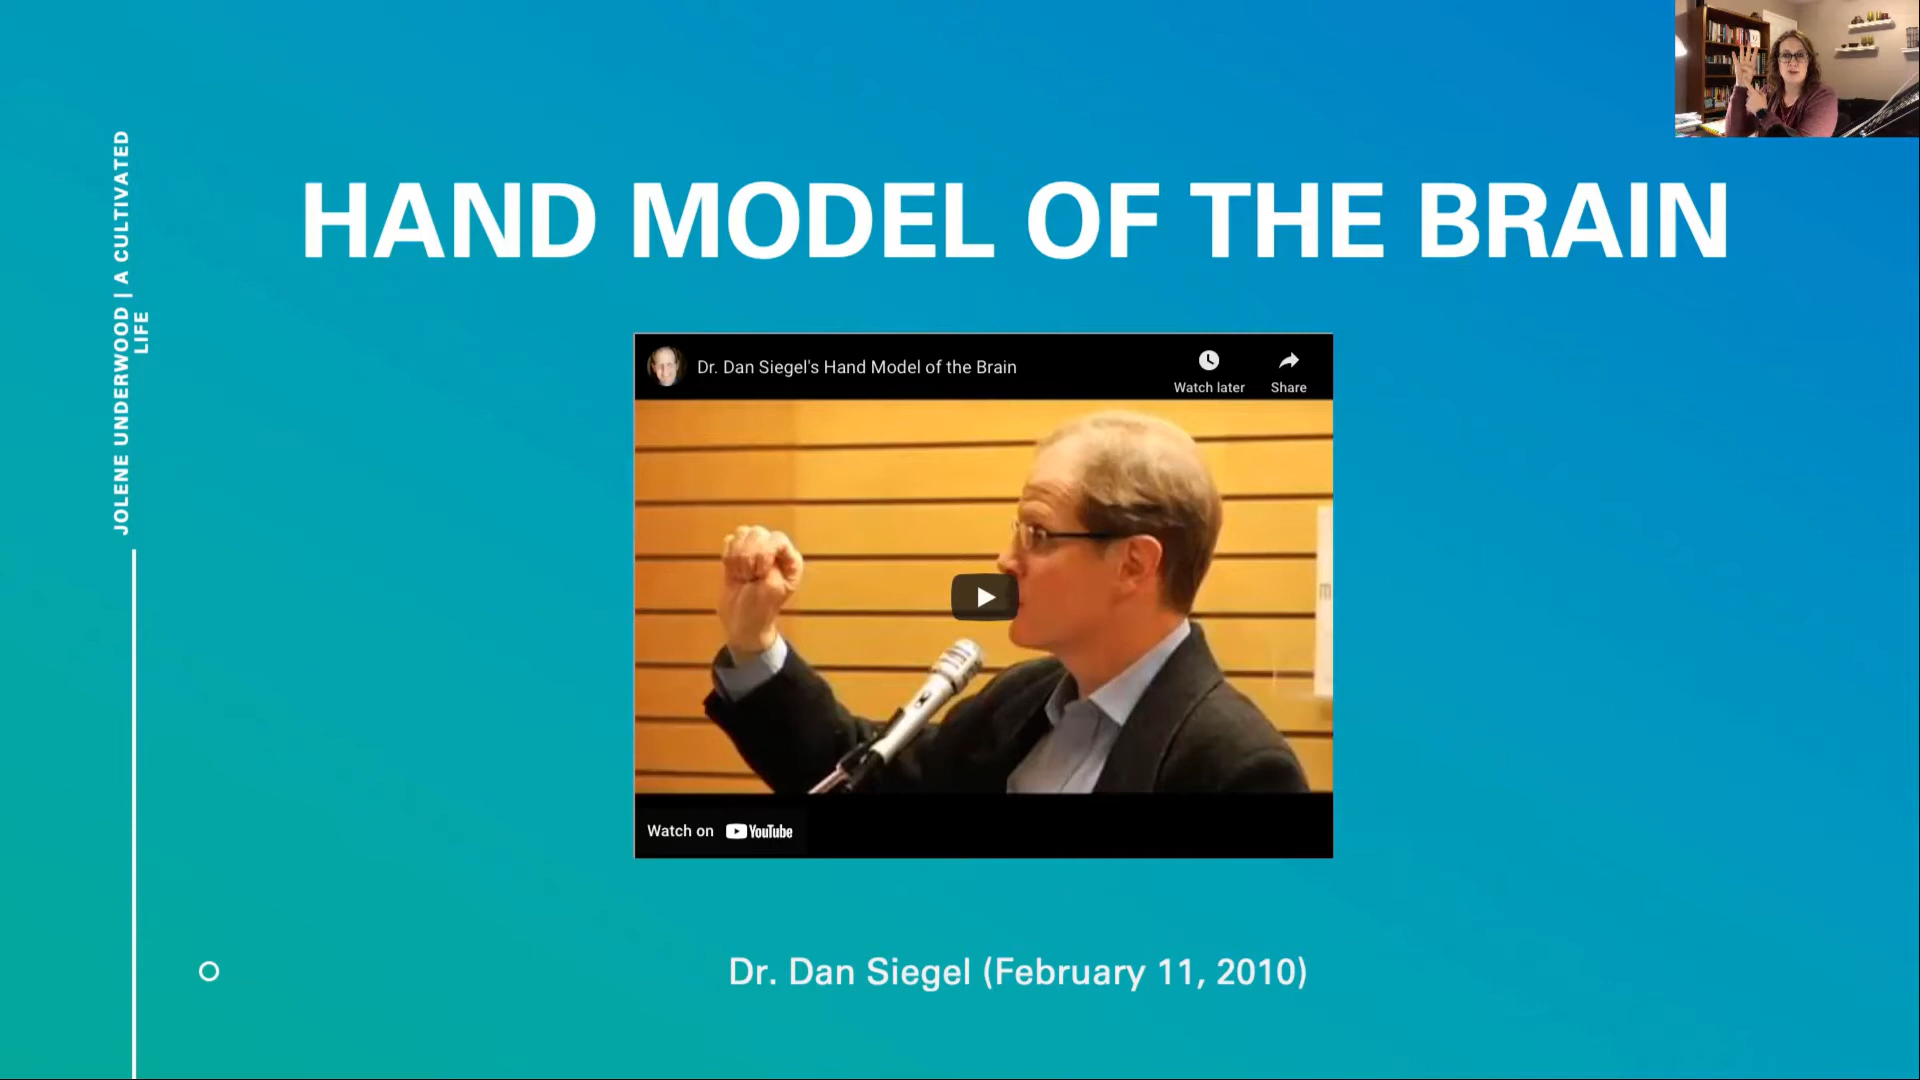 JOLENE UNDERWOOD | A CULTIVATED
LIFE
HAND MODEL OF THE BRAIN
Dr. Dan Siegel's Hand Model of the Brain
Watch later
Share
Watch on YouTube
Dr. Dan Siegel (February 11, 2010)